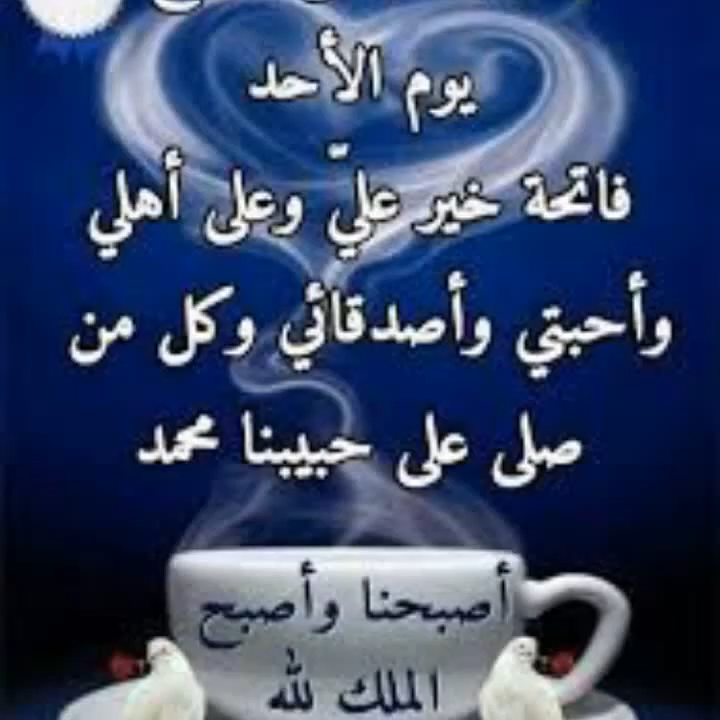 يوم الأحد
فاتحة خير عليّ وعلى أهلي
وأحبتي وأصدقائي وكل من
صلى على حبيبنا محمد
أصبحنا وأصبح
الملك لله